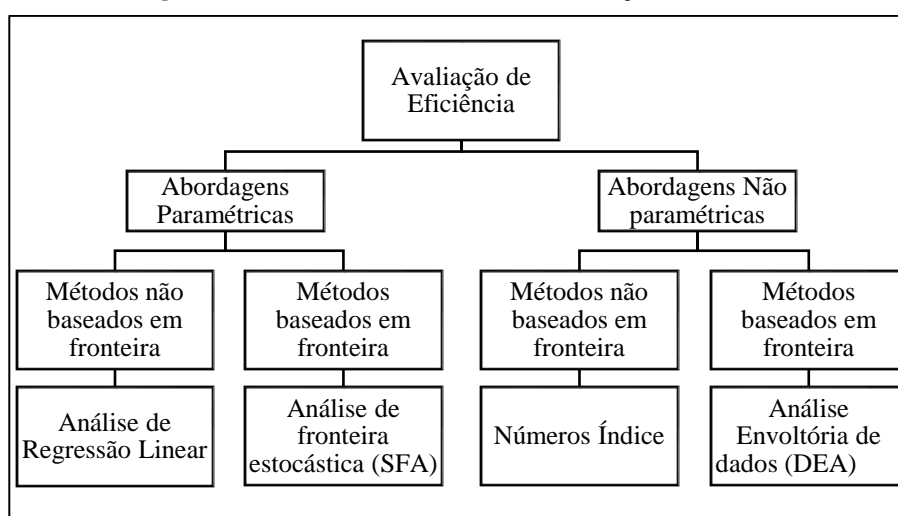 Avaliação de
Eficiência
Abordagens
Paramétricas
Abordagens Não
paramétricas
Métodos não
baseados em
fronteira
Métodos
baseados em
fronteira
Métodos não
baseados em
fronteira
Métodos
baseados em
fronteira
Análise de
Regressão Linear
Análise de
fronteira
estocástica (SFA)
Números Índice
Análise
Envoltória de
dados (DEA)